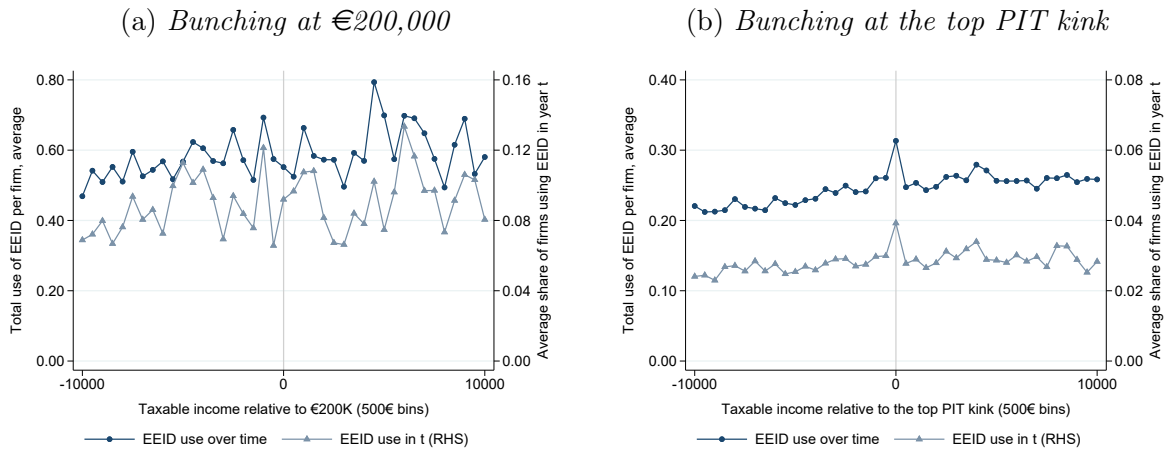 (a) Bunching at €200,000
Total use of EEID per firm, average
0.80
0.60
0.40
0.20
0.00
0.16
0.12
0.08
0.04
0.00
Average share of firms using EEID in year t
-10000 0 10000
Taxable income relative to €200K (500€ bins)
EEID use over time EEID use in t (RHS)
(b) Bunching at the top PIT kink
Total use of EEID per firm, average
0.40
0.30
0.20
0.10
0.00
0.08
0.06
0.04
0.02
0.00
Average share of firms using EEID in year t
-10000 0 10000
Taxable income relative to the top PIT kink (500€ bins)
EEID use over time EEID use in t (RHS)